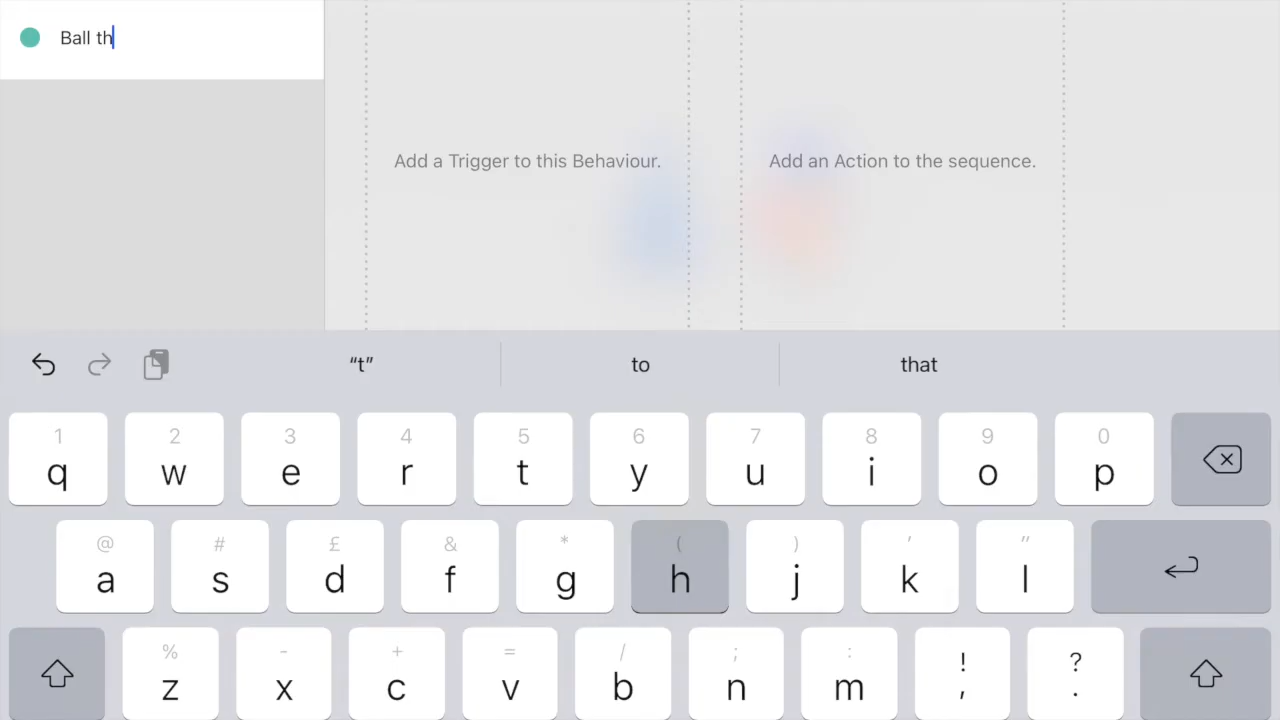 Ball th
Add a Trigger to this Behaviour.
Add an Action to the sequence.
“t”
to
that
1 2 3 4 5 6 7 8 9 0
q w e r t y u i o p
@ # £ & * ( ) ' "
a s d f g h j k l
% - + = / ; : ! ?
z x c v b n m , .